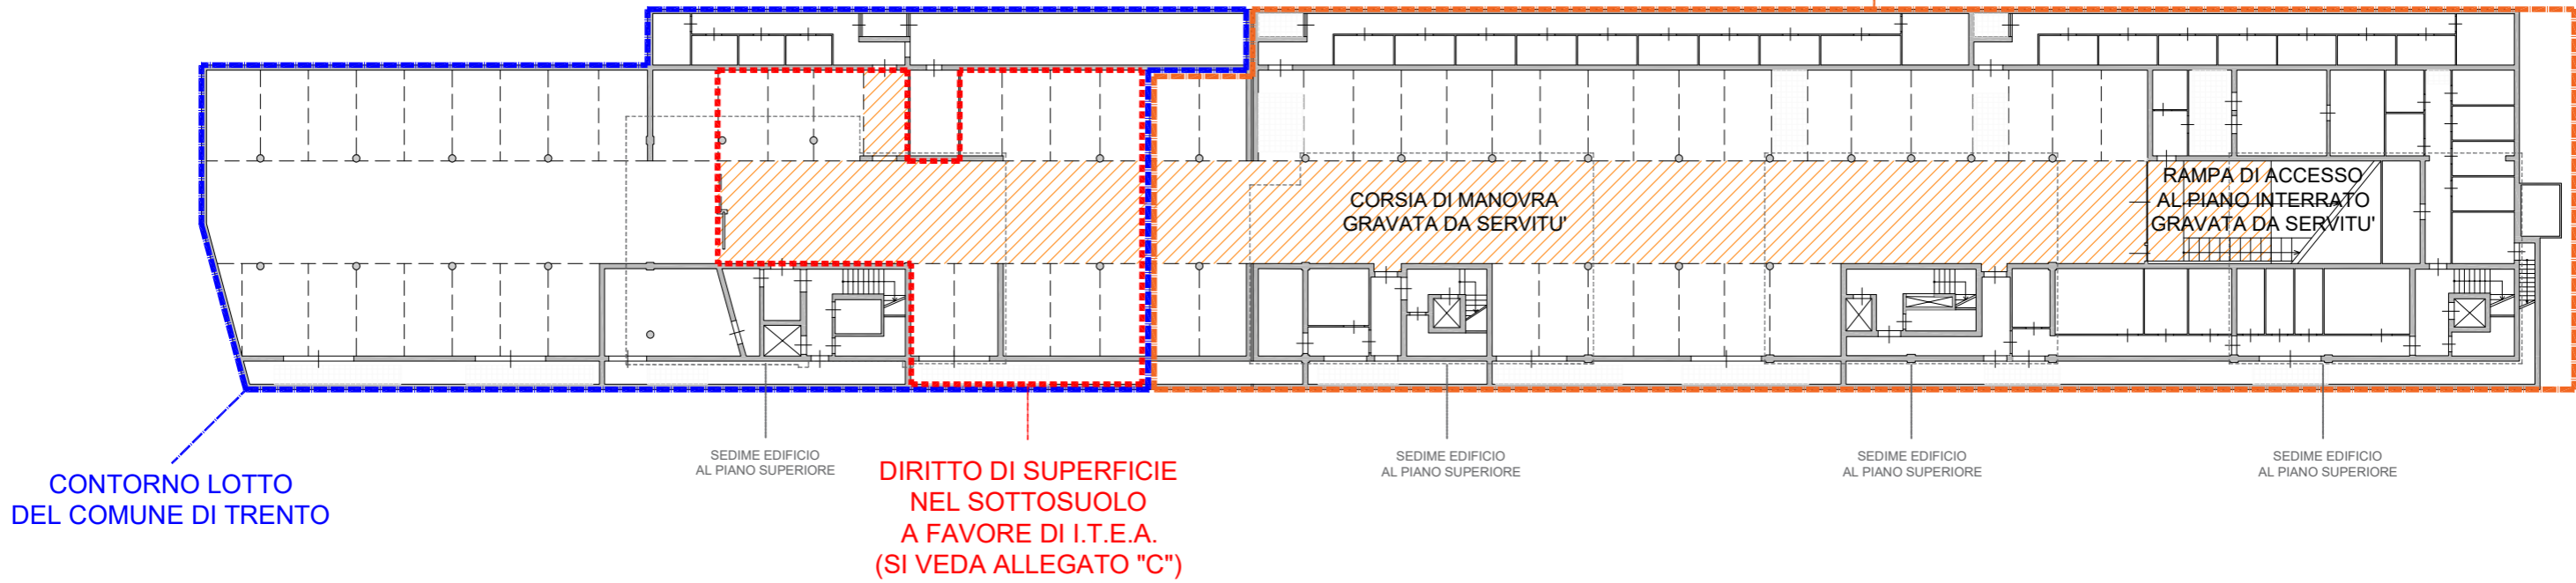 CORSIA DI MANOVRA
GRAVATA DA SERVITU'
RAMPA DI ACCESSO
AL PIANO INTERRATO
GRAVATA DA SERVITU'
CONTORNO LOTTO
DEL COMUNE DI TRENTO
SEDIME EDIFICIO
AL PIANO SUPERIORE
DIRITTO DI SUPERFICIE
NEL SOTTOSUOLO
A FAVORE DI I.T.E.A.
(SI VEDA ALLEGATO "C")
SEDIME EDIFICIO
AL PIANO SUPERIORE
SEDIME EDIFICIO
AL PIANO SUPERIORE
SEDIME EDIFICIO
AL PIANO SUPERIORE